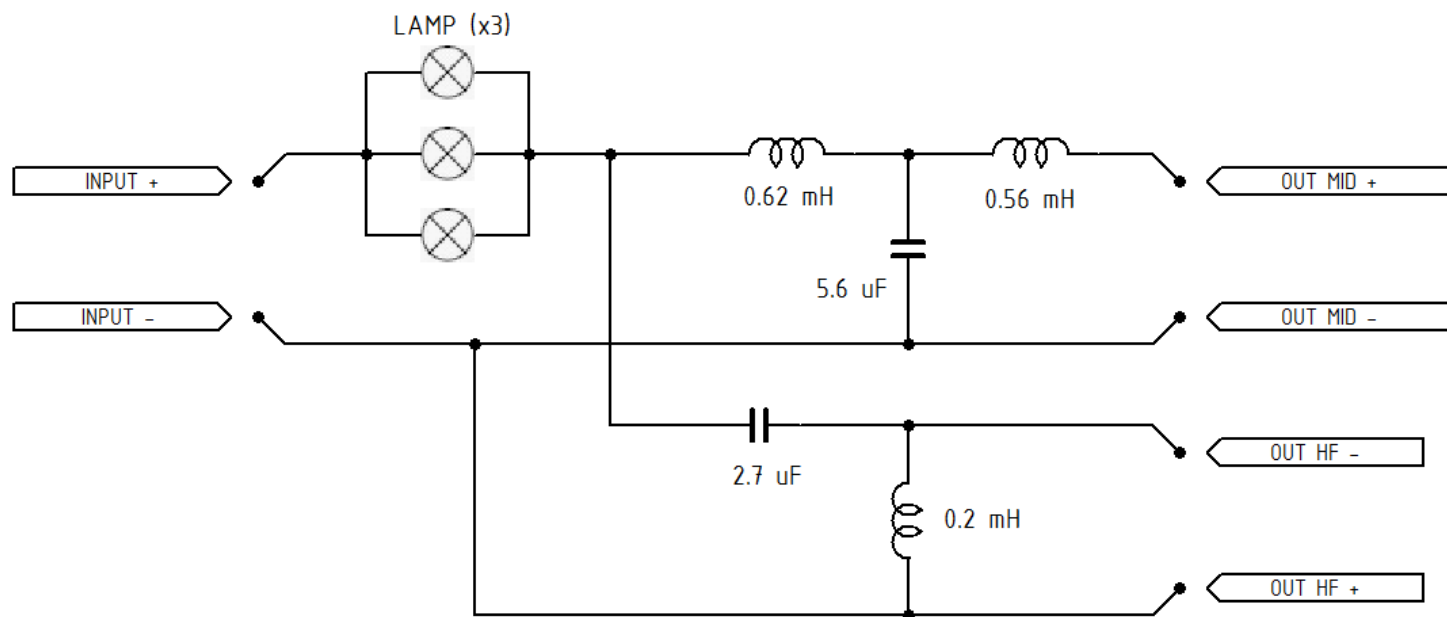 LAMP (x3)
INPUT +
0.62 mH
0.56 mH
OUT MID +
5.6 uF
INPUT -
OUT MID -
2.7 uF
OUT HF -
0.2 mH
OUT HF +